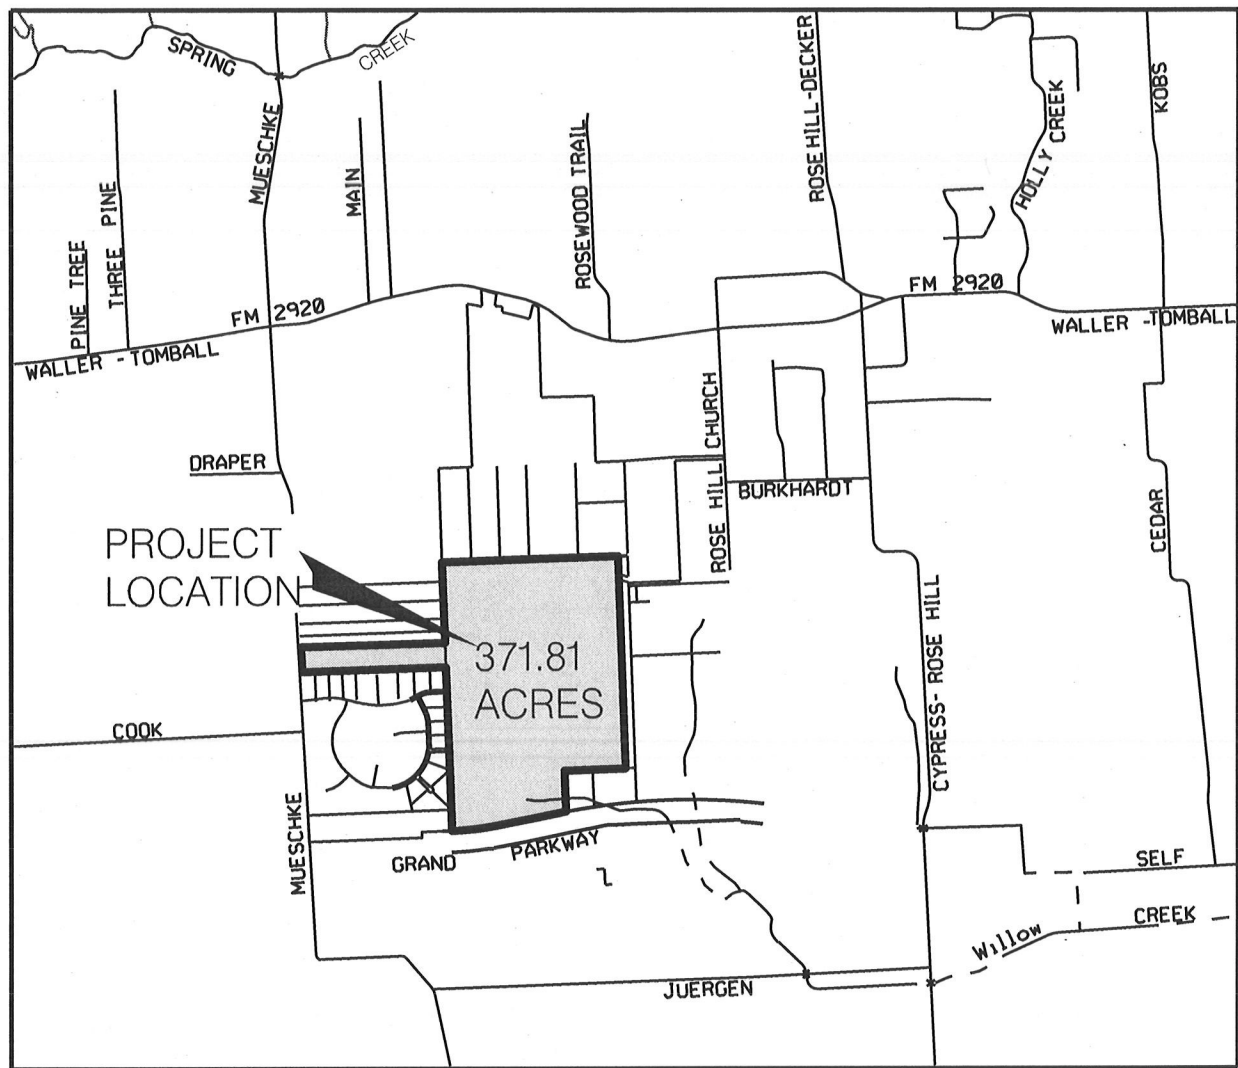 SPRING
CREEK
MUESCHKE
MAIN
THREE PINE
PINE TREE
ROSEWOOD TRAIL
ROSEHILL-DECKER
HOLLY CREEK
KOBS
FM 2920
FM 2920
WALLER - TOMBALL
WALLER - TOMBALL
DRAPER
ROSE HILL CHURCH
BURKHARDT
CEDAR
PROJECT
LOCATION
371.81
ACRES
CYPRESS- ROSE HILL
COOK
MUESCHKE
GRAND PARKWAY
SELF
Willow CREEK
JUERGEN